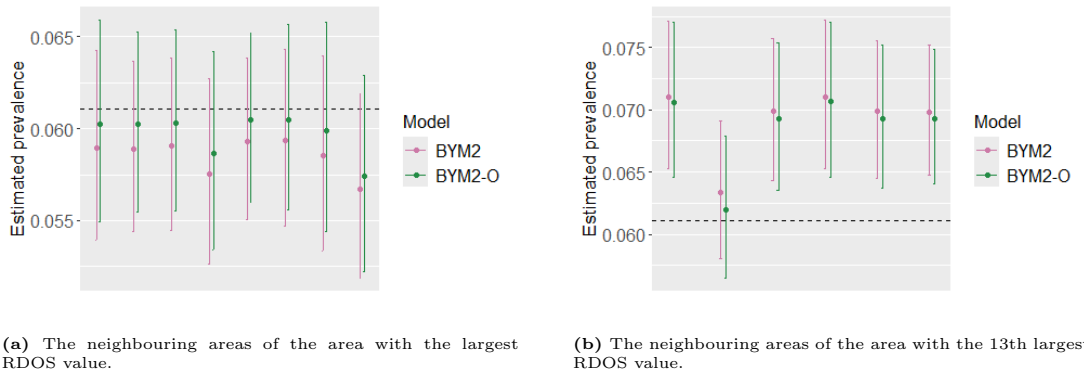 Estimated prevalence
0.065
0.060
0.055
Model
BYM2
BYM2-O
(a) The neighbouring areas of the area with the largest
RDOS value.
Estimated prevalence
0.075
0.070
0.065
0.060
Model
BYM2
BYM2-O
(b) The neighbouring areas of the area with the 13th largest
RDOS value.